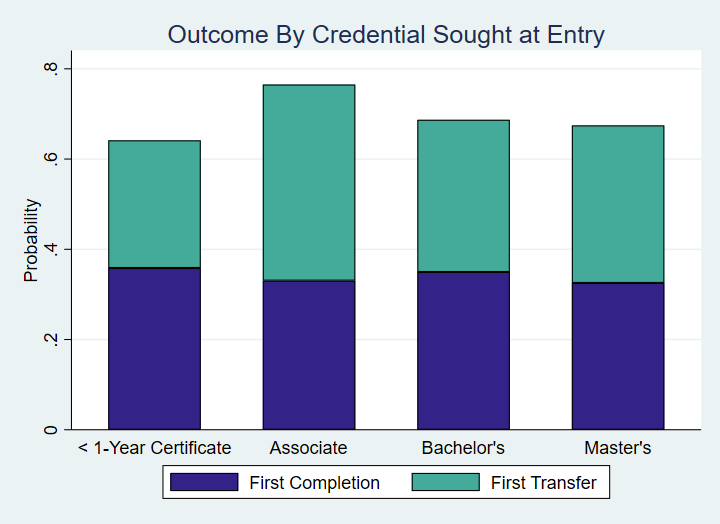 Outcome By Credential Sought at Entry
Probability
.8
.6
.4
.2
0
< 1-Year Certificate
Associate
Bachelor's
Master's
First Completion
First Transfer